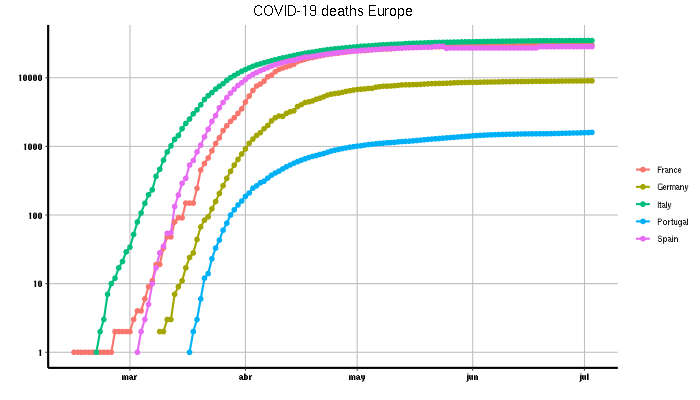 COVID-19 deaths Europe
10000
1000
100
10
1
mar
abr
may
jun
jul
France
Germany
Italy
Portugal
Spain